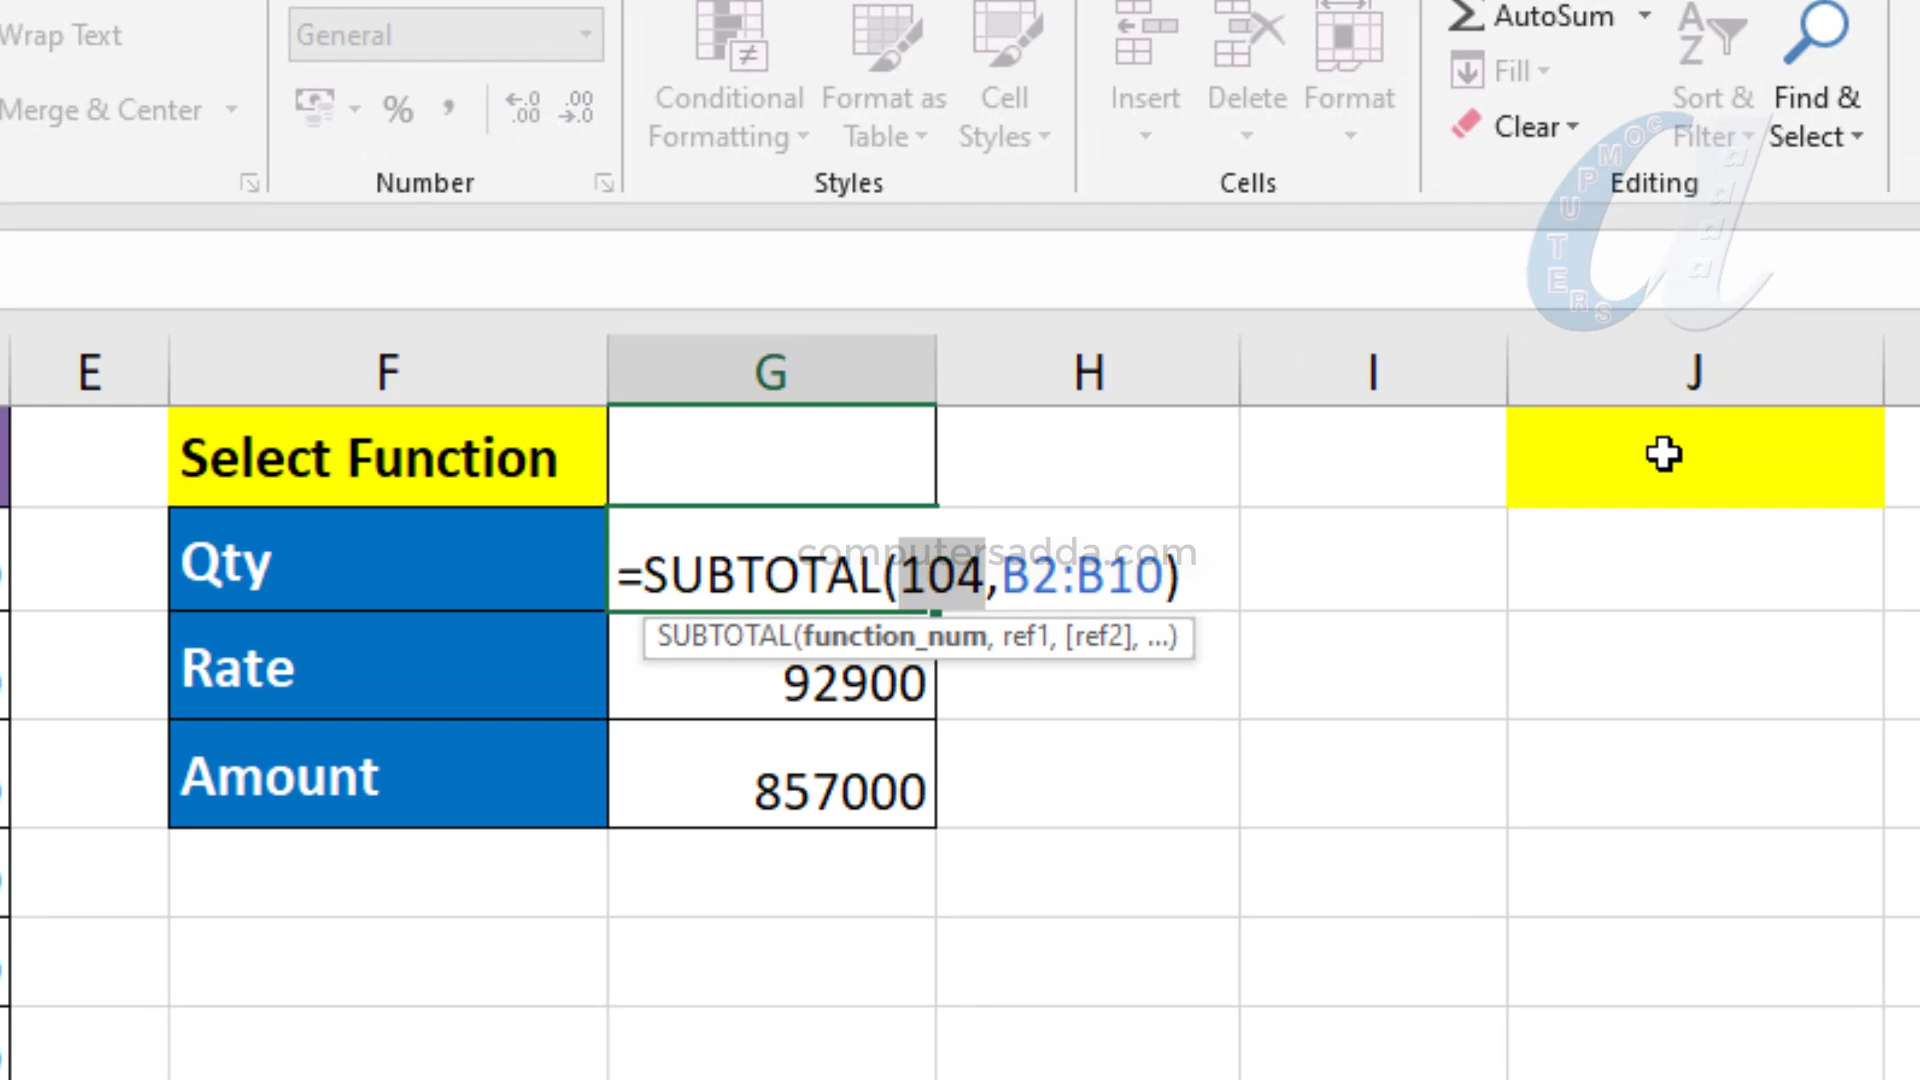 Wrap Text
General
AutoSum
Fill
Merge & Center
%
Conditional
Formatting
Format as
Table
Cell
Styles
Insert
Delete
Format
Clear
Sort &
Filter
Find &
Select
Number
Styles
Cells
Editing
COMPUTERS
adda
E F G H I J
Select Function
Qty
=SUBTOTAL(104,B2:B10)
computersadda.com
SUBTOTAL(function_num, ref1, [ref2], ...)
Rate
92900
Amount
857000